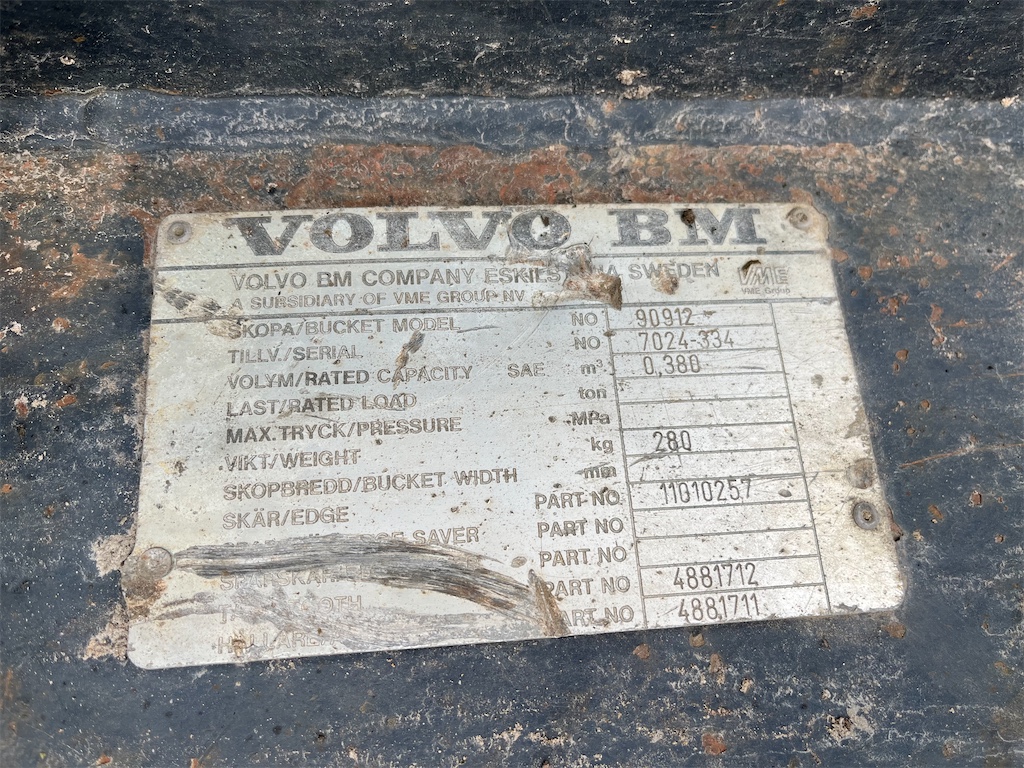 VOLVO BM
VOLVO BM COMPANY SWEDEN VME
A SUBSIDIARY OF VME GROUP NV VME Group
SKOPA/BUCKET MODEL NO 90912
TILLV./SERIAL NO 7024-334
VOLYM/RATED CAPACITY SAE m³ 0,380
LAST/RATED LOAD ton
MAX.TRYCK/PRESSURE MPa
VIKT/WEIGHT kg 280
SKOPBREDD/BUCKET WIDTH mm
SKÄR/EDGE PART NO 11010257
SAVER PART NO
PART NO
PART NO 4881712
PART NO 4881711